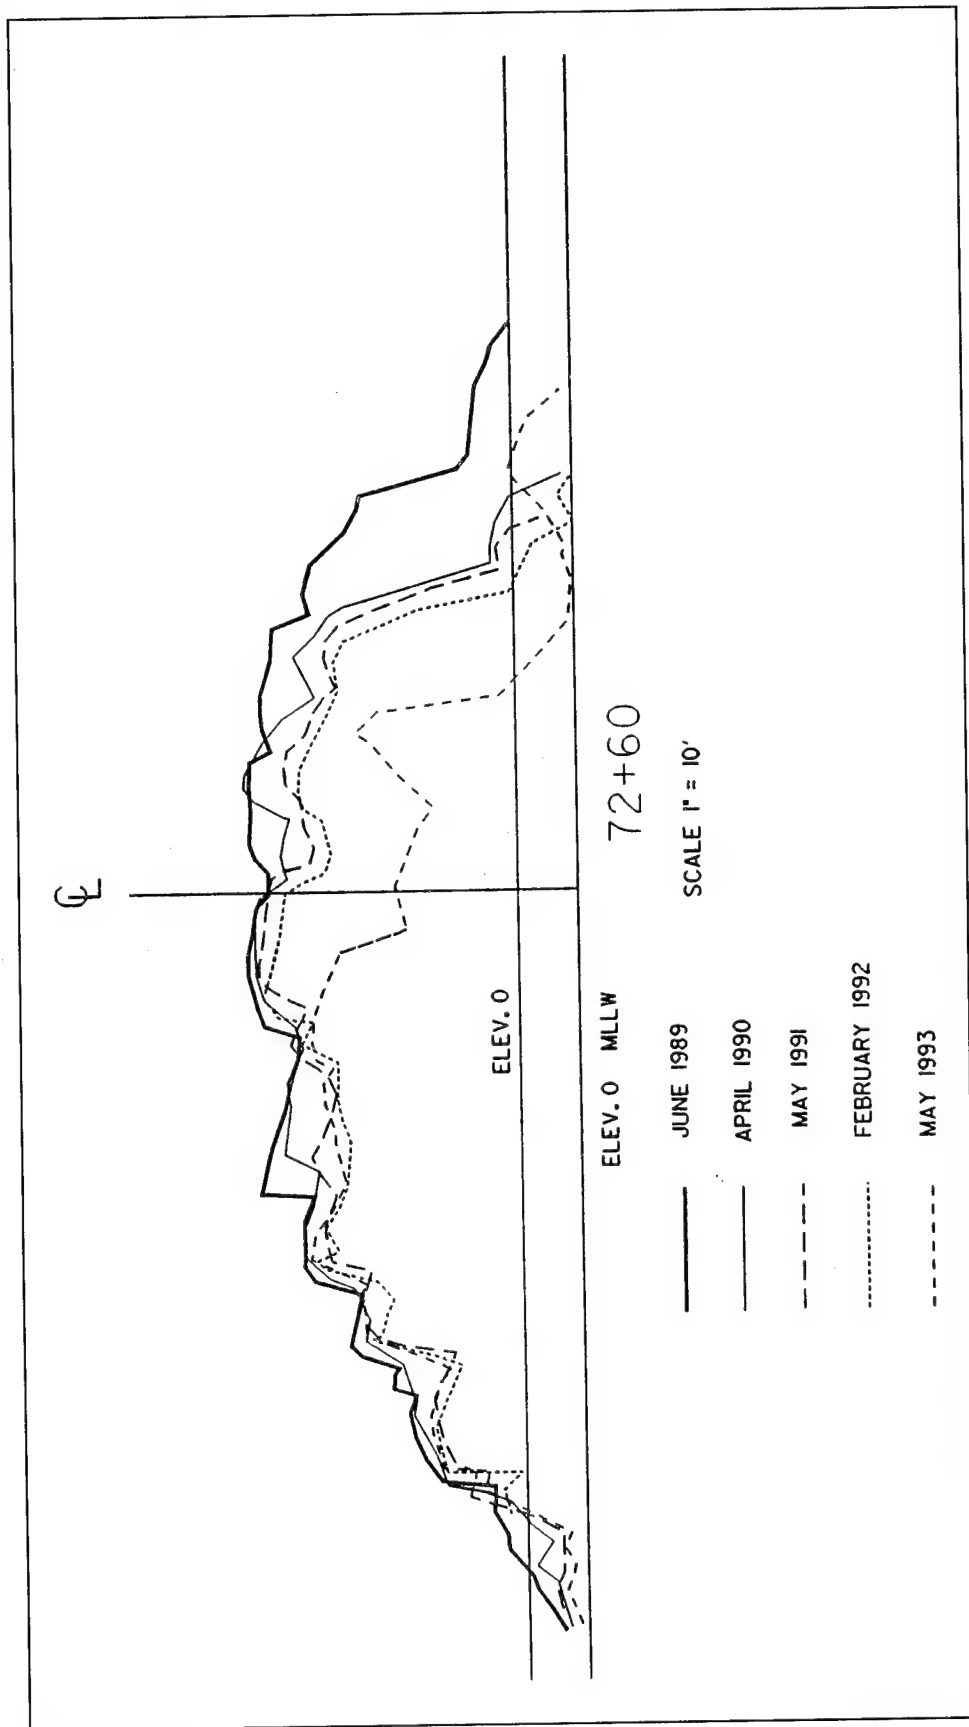 ℄
ELEV. 0
ELEV. 0 MLLW
72+60
SCALE 1" = 10'
JUNE 1989
APRIL 1990
MAY 1991
FEBRUARY 1992
MAY 1993